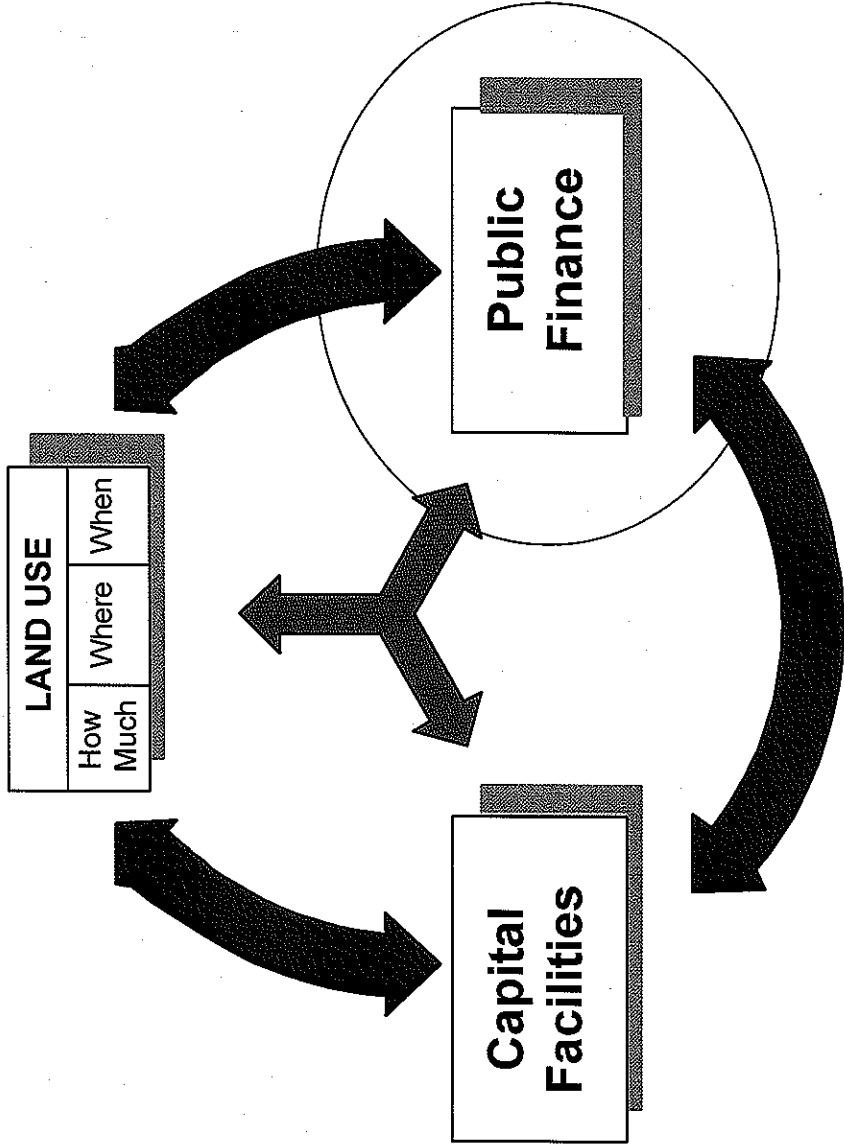 LAND USE
How
Much
Where
When
Capital
Facilities
Public
Finance